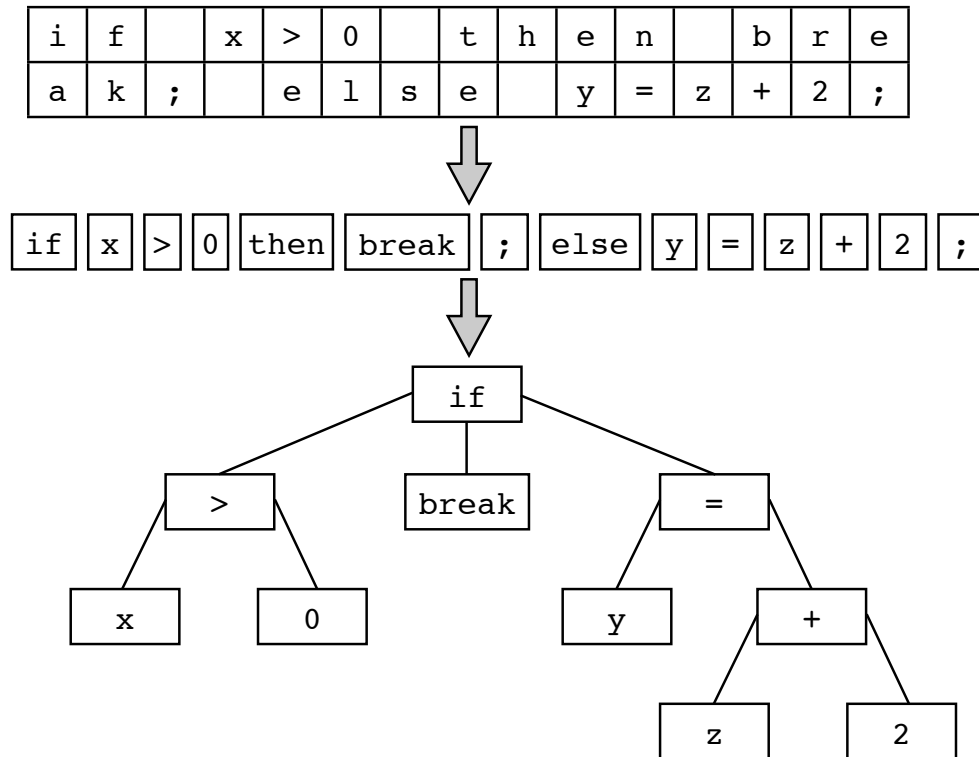 i f   x > 0   t h e n   b r e
a k ;   e l s e   y = z + 2 ;
if x > 0 then break ; else y = z + 2 ;
if
> break =
x 0 y +
z 2